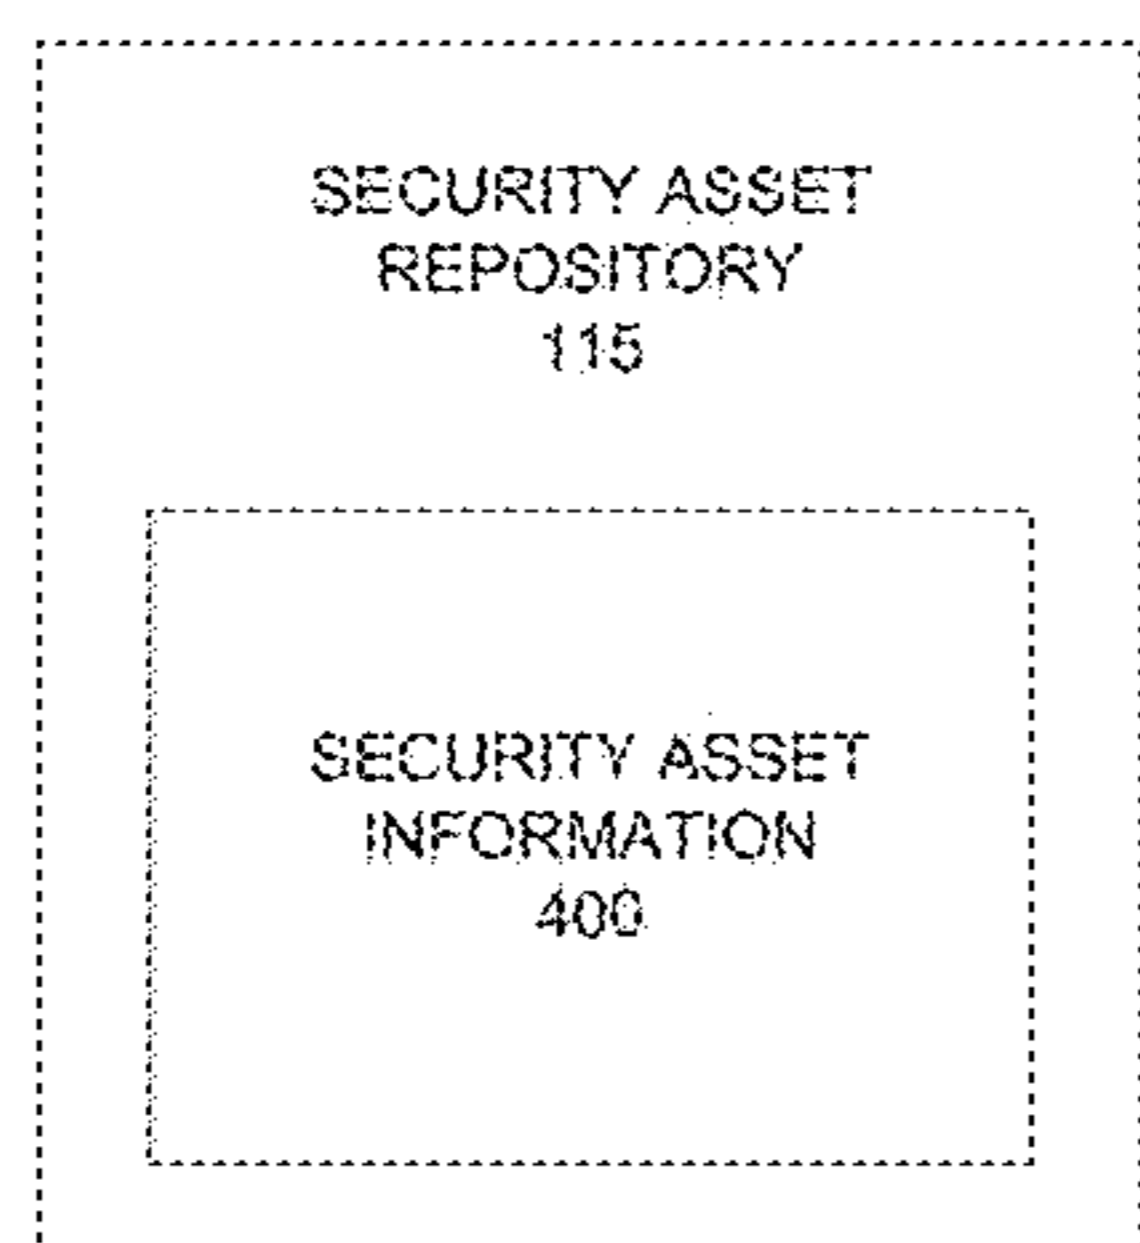 SECURITY ASSET
REPOSITORY
115
SECURITY ASSET
INFORMATION
400